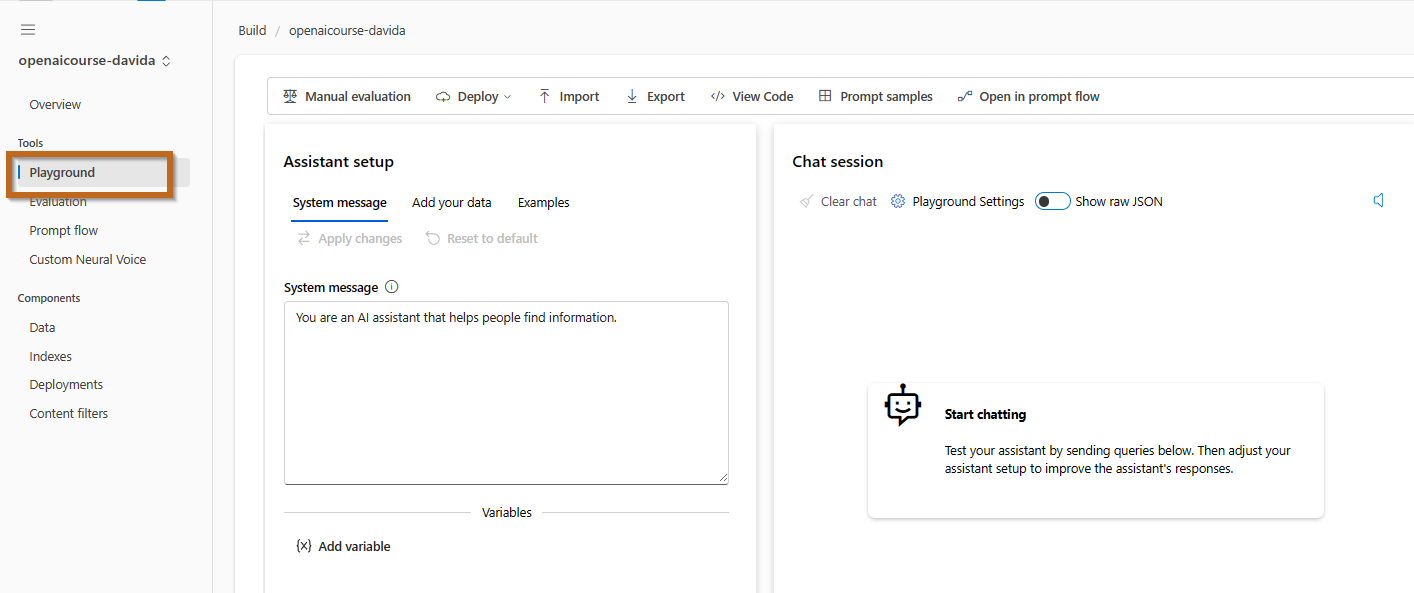 openaicourse-davida
Overview
Tools
Playground
Evaluation
Prompt flow
Custom Neural Voice
Components
Data
Indexes
Deployments
Content filters
Build / openaicourse-davida
Manual evaluation Deploy Import Export </> View Code Prompt samples Open in prompt flow
Assistant setup
System message Add your data Examples
Apply changes Reset to default
System message
You are an AI assistant that helps people find information.
Variables
{x} Add variable
Chat session
Clear chat Playground Settings Show raw JSON
Start chatting
Test your assistant by sending queries below. Then adjust your
assistant setup to improve the assistant's responses.